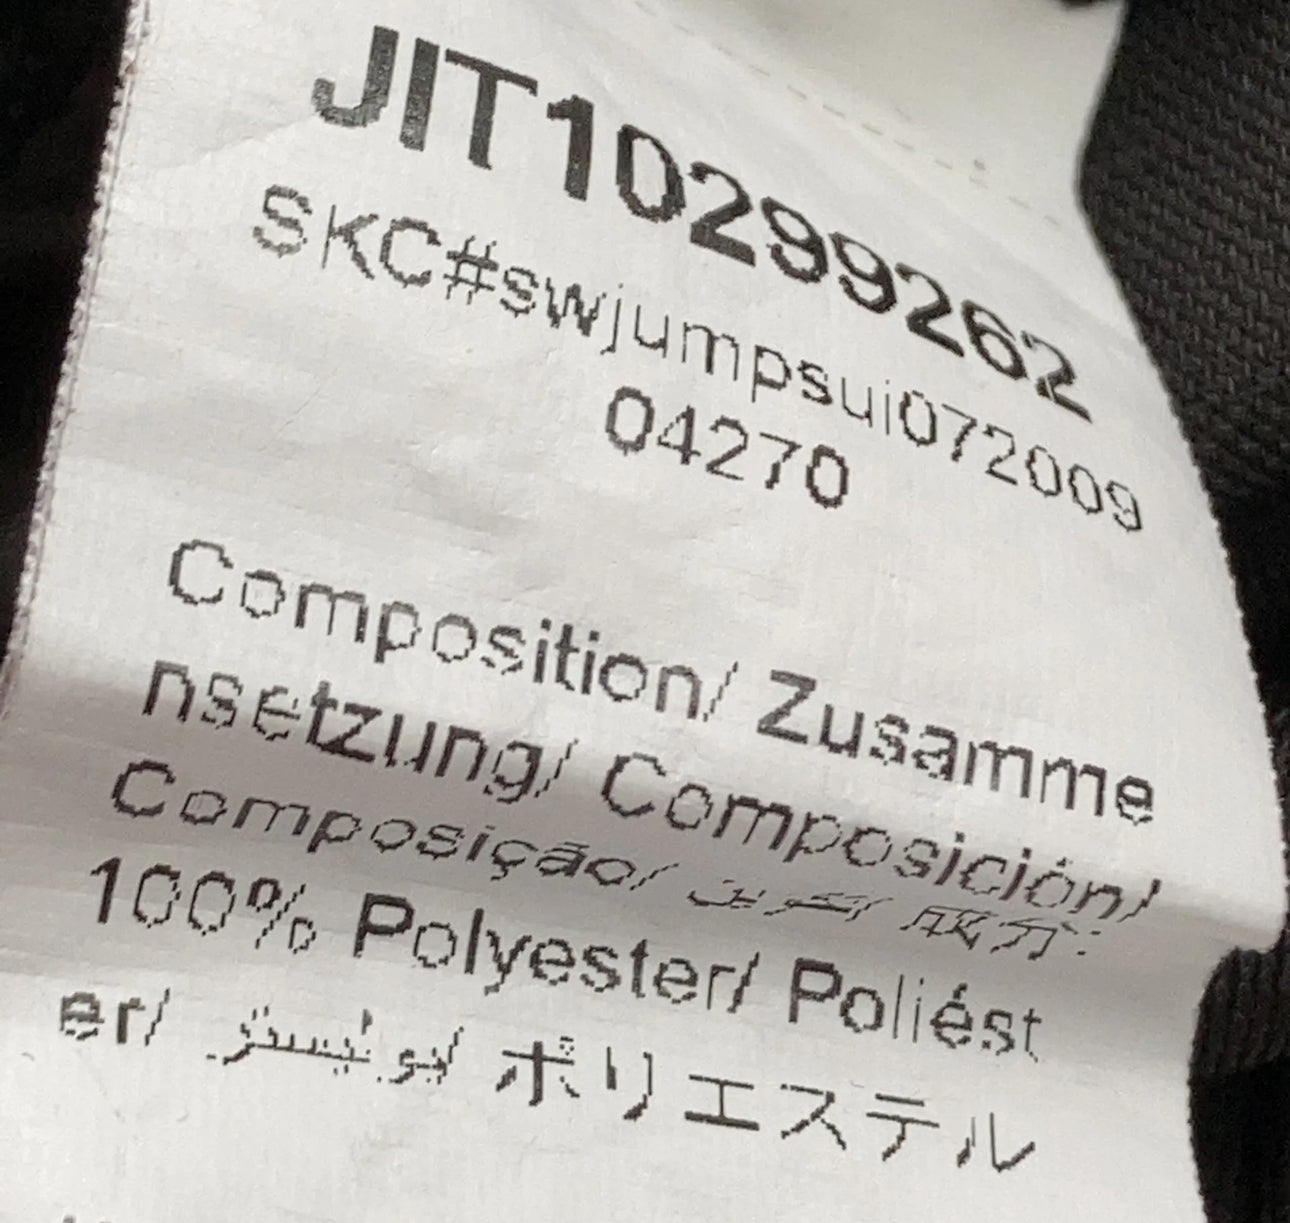 JIT10299262
SKC#swjumpsui072009
04270
Composition/ Zusamme
nsetzung/ Composición/
Composição/ تركيب/ 成分:
100% Polyester/ Poliést
er/ بوليستر/ ポリエステル